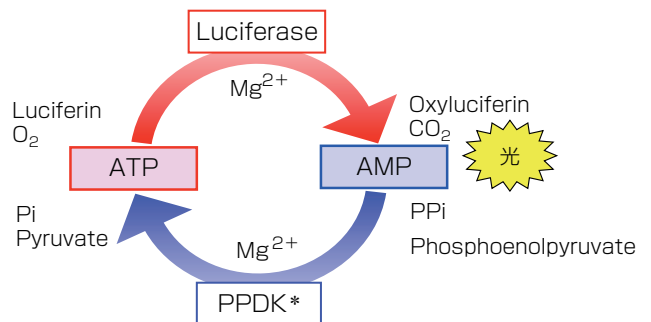 Luciferase
Mg2+
Luciferin
O2
Oxyluciferin
CO2
光
ATP
AMP
Pi
Pyruvate
PPi
Phosphoenolpyruvate
Mg2+
PPDK*